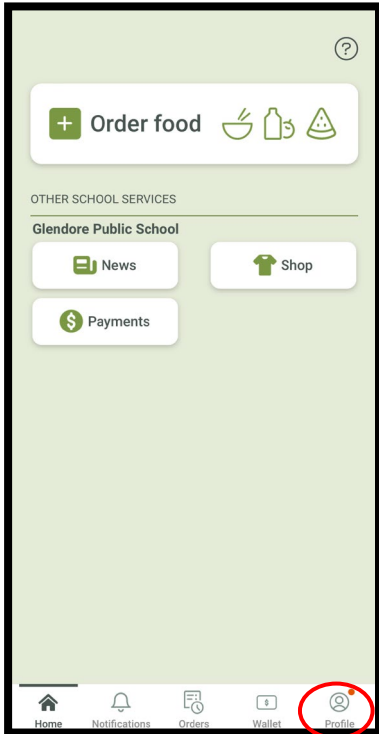 ?
Order food
OTHER SCHOOL SERVICES
Glendore Public School
News
Shop
$ Payments
Home Notifications Orders Wallet Profile